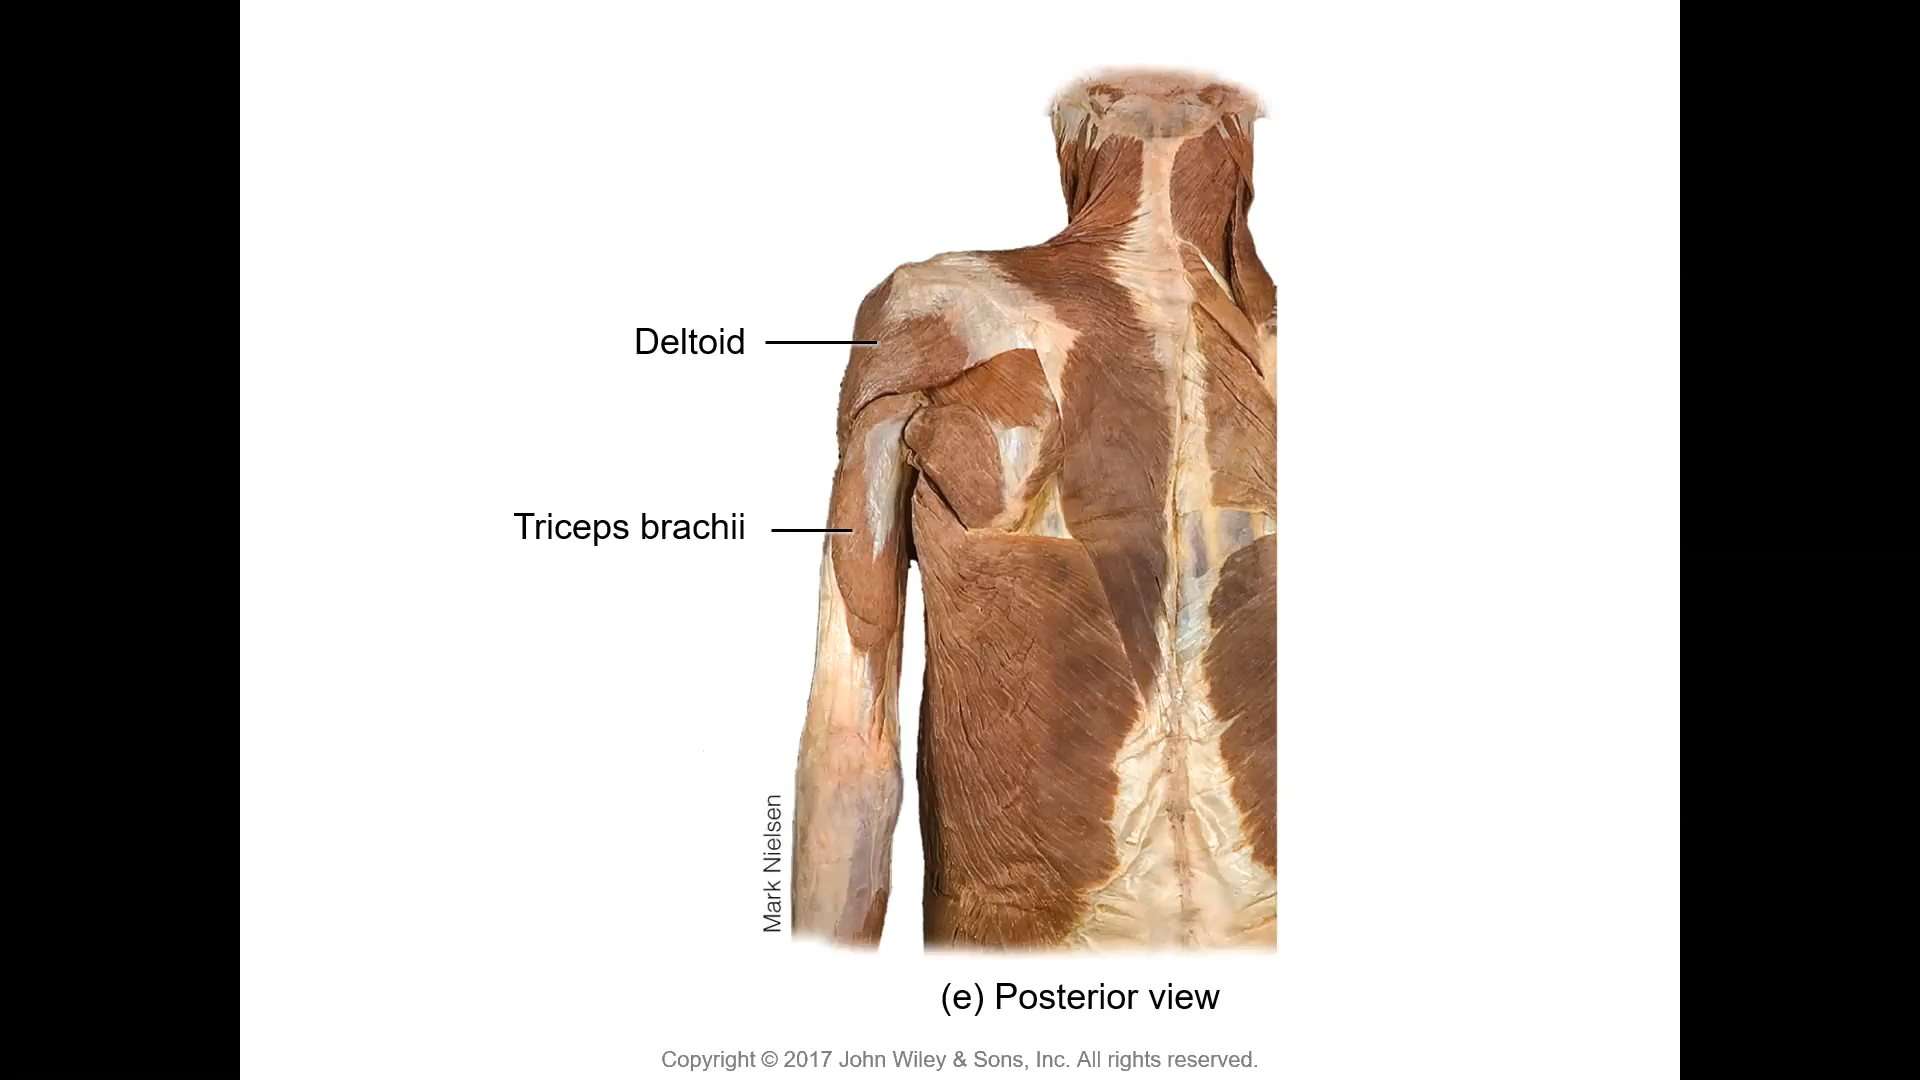 Deltoid
Triceps brachii
Mark Nielsen
(e) Posterior view
Copyright © 2017 John Wiley & Sons, Inc. All rights reserved.